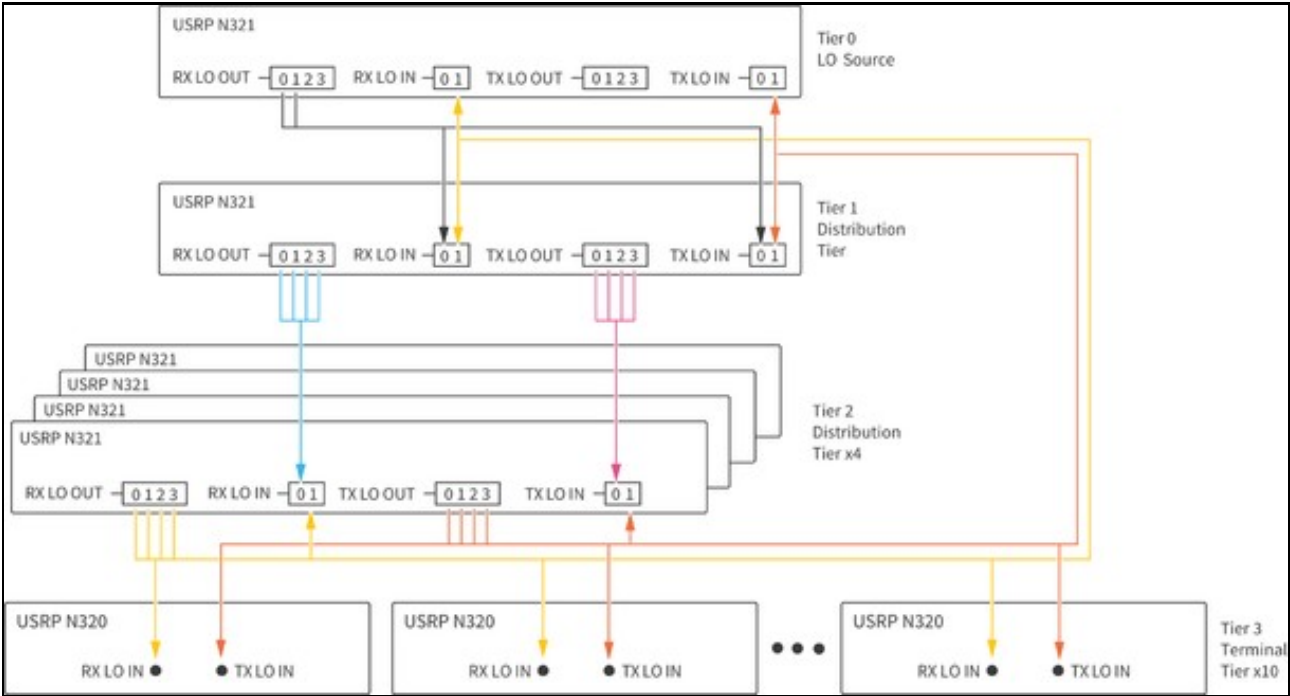 USRP N321
Tier 0
LO Source
RX LO OUT 0 1 2 3 RX LO IN 0 1 TX LO OUT 0 1 2 3 TX LO IN 0 1
USRP N321
Tier 1
Distribution
Tier
RX LO OUT 0 1 2 3 RX LO IN 0 1 TX LO OUT 0 1 2 3 TX LO IN 0 1
USRP N321
USRP N321
USRP N321
USRP N321
Tier 2
Distribution
Tier x4
RX LO OUT 0 1 2 3 RX LO IN 0 1 TX LO OUT 0 1 2 3 TX LO IN 0 1
USRP N320
RX LO IN TX LO IN
USRP N320
RX LO IN TX LO IN
USRP N320
RX LO IN TX LO IN
Tier 3
Terminal
Tier x10